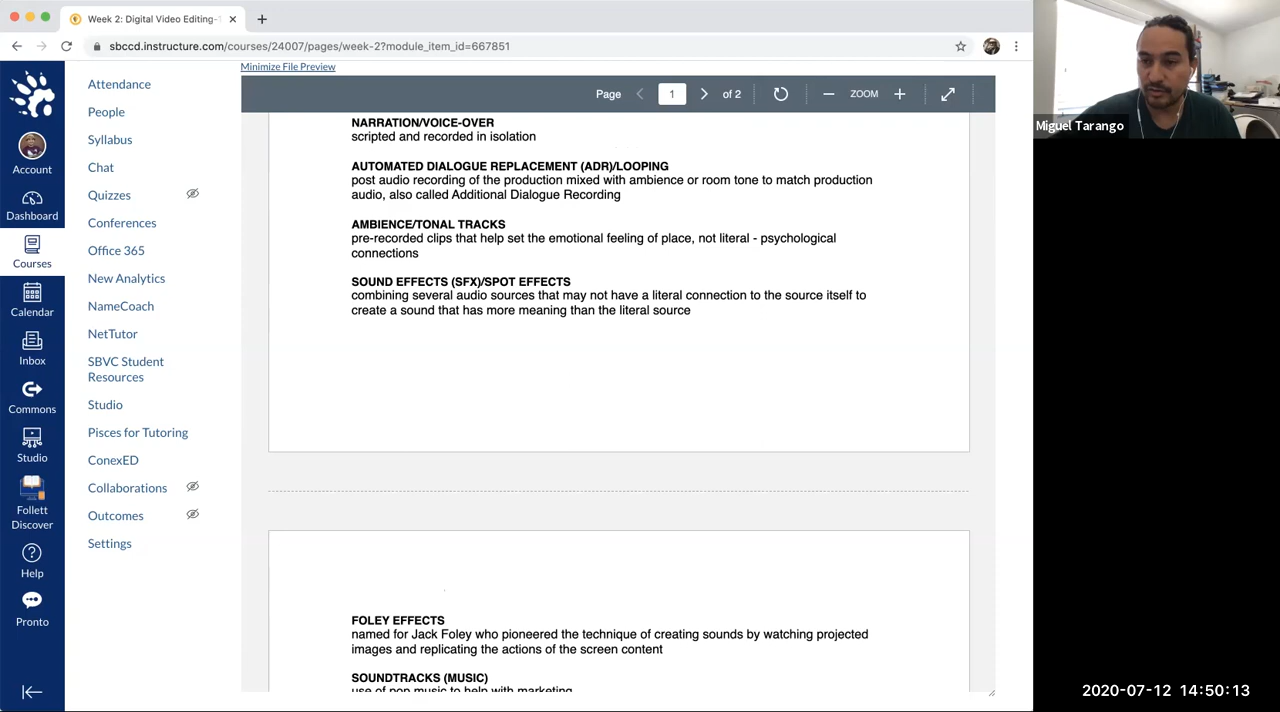 Week 2: Digital Video Editing-
sbccd.instructure.com/courses/24007/pages/week-2?module_item_id=667851
Account
Dashboard
Courses
Calendar
Inbox
Commons
Studio
Follett
Discover
Help
Pronto
Attendance
People
Syllabus
Chat
Quizzes
Conferences
Office 365
New Analytics
NameCoach
NetTutor
SBVC Student
Resources
Studio
Pisces for Tutoring
ConexED
Collaborations
Outcomes
Settings
Minimize File Preview
Page 1 of 2 ZOOM
NARRATION/VOICE-OVER
scripted and recorded in isolation
AUTOMATED DIALOGUE REPLACEMENT (ADR)/LOOPING
post audio recording of the production mixed with ambience or room tone to match production
audio, also called Additional Dialogue Recording
AMBIENCE/TONAL TRACKS
pre-recorded clips that help set the emotional feeling of place, not literal - psychological
connections
SOUND EFFECTS (SFX)/SPOT EFFECTS
combining several audio sources that may not have a literal connection to the source itself to
create a sound that has more meaning than the literal source
FOLEY EFFECTS
named for Jack Foley who pioneered the technique of creating sounds by watching projected
images and replicating the actions of the screen content
SOUNDTRACKS (MUSIC)
use of pop music to help with marketing
Miguel Tarango
2020-07-12 14:50:13